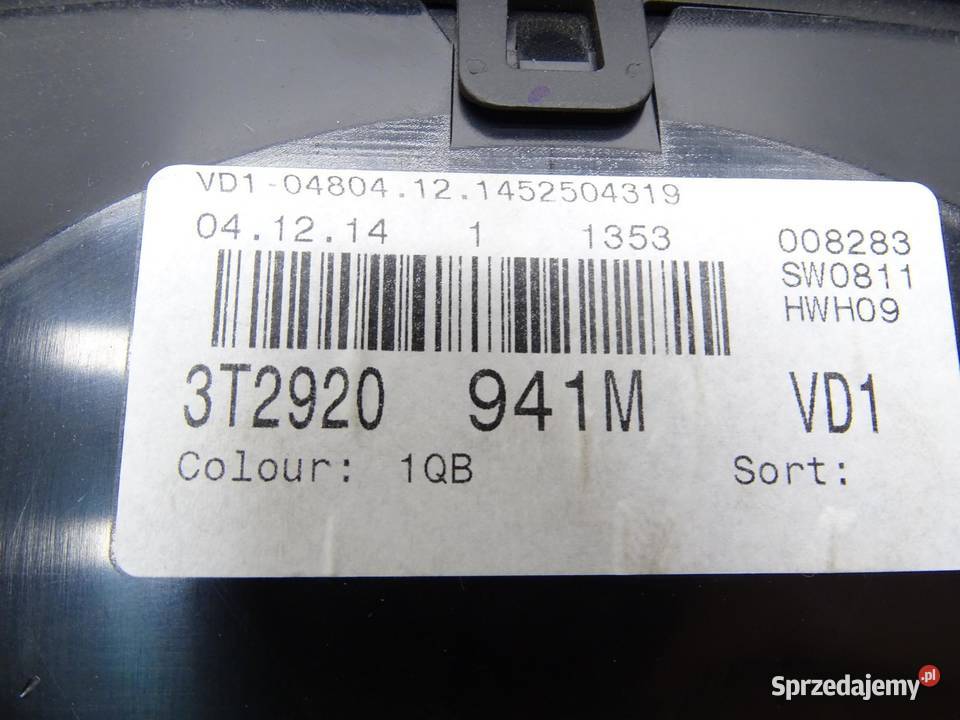 VD1-04804.12.1452504319
04.12.14 1 1353 008283
SW0811
HWH09
3T2920 941M VD1
Colour: 1QB Sort:
Sprzedajemy.pl